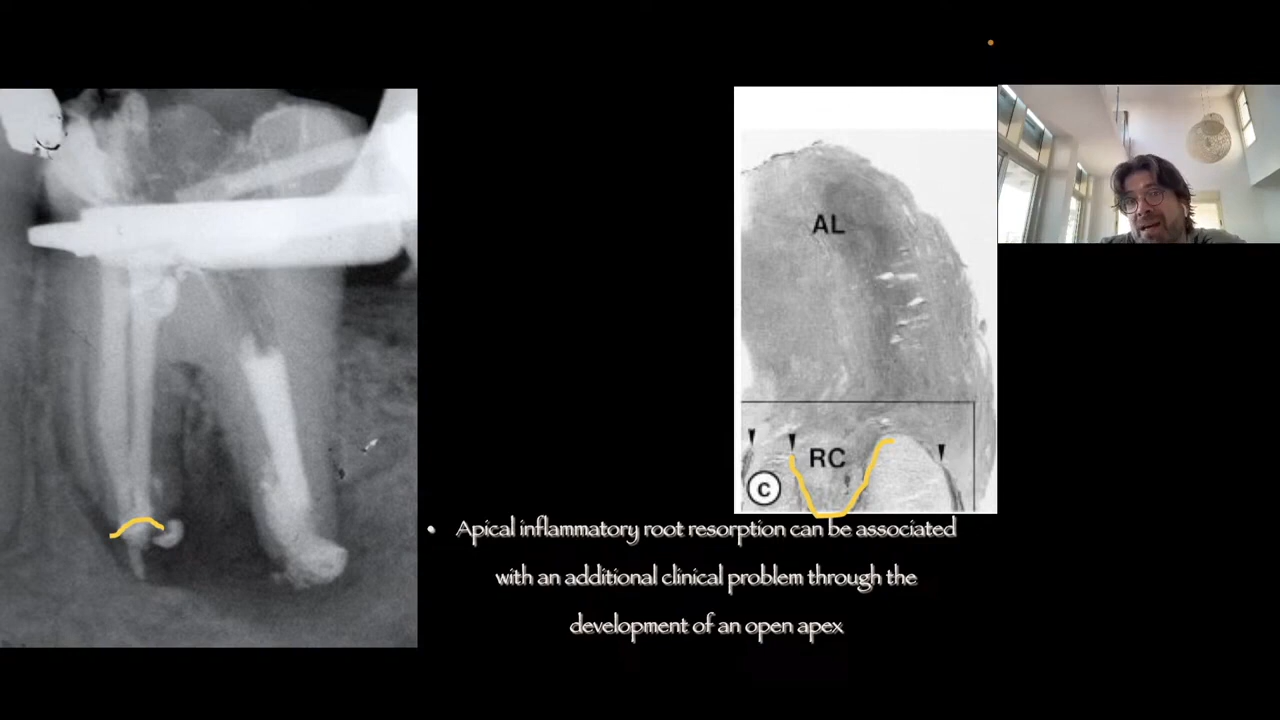 AL
RC
c
• Apical inflammatory root resorption can be associated
with an additional clinical problem through the
development of an open apex